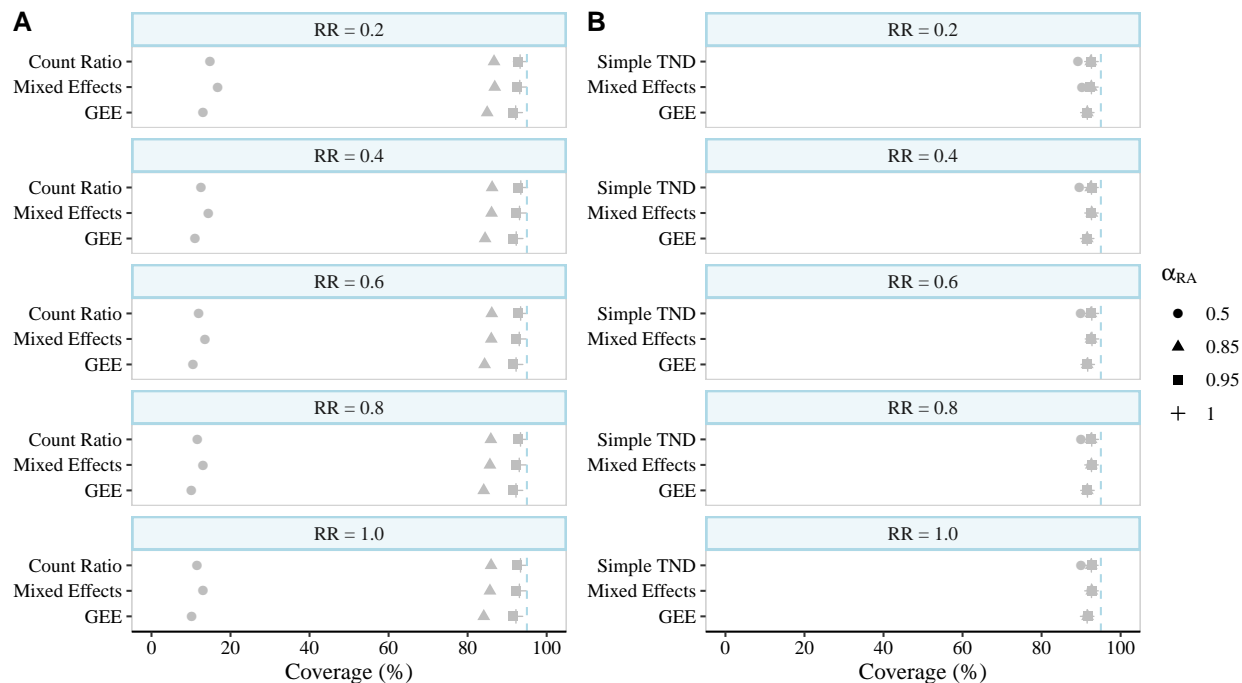 A
RR = 0.2
Count Ratio
Mixed Effects
GEE
RR = 0.4
Count Ratio
Mixed Effects
GEE
RR = 0.6
Count Ratio
Mixed Effects
GEE
RR = 0.8
Count Ratio
Mixed Effects
GEE
RR = 1.0
Count Ratio
Mixed Effects
GEE
0 20 40 60 80 100
Coverage (%)
B
RR = 0.2
Simple TND
Mixed Effects
GEE
RR = 0.4
Simple TND
Mixed Effects
GEE
RR = 0.6
Simple TND
Mixed Effects
GEE
RR = 0.8
Simple TND
Mixed Effects
GEE
RR = 1.0
Simple TND
Mixed Effects
GEE
0 20 40 60 80 100
Coverage (%)
αRA
0.5
0.85
0.95
1